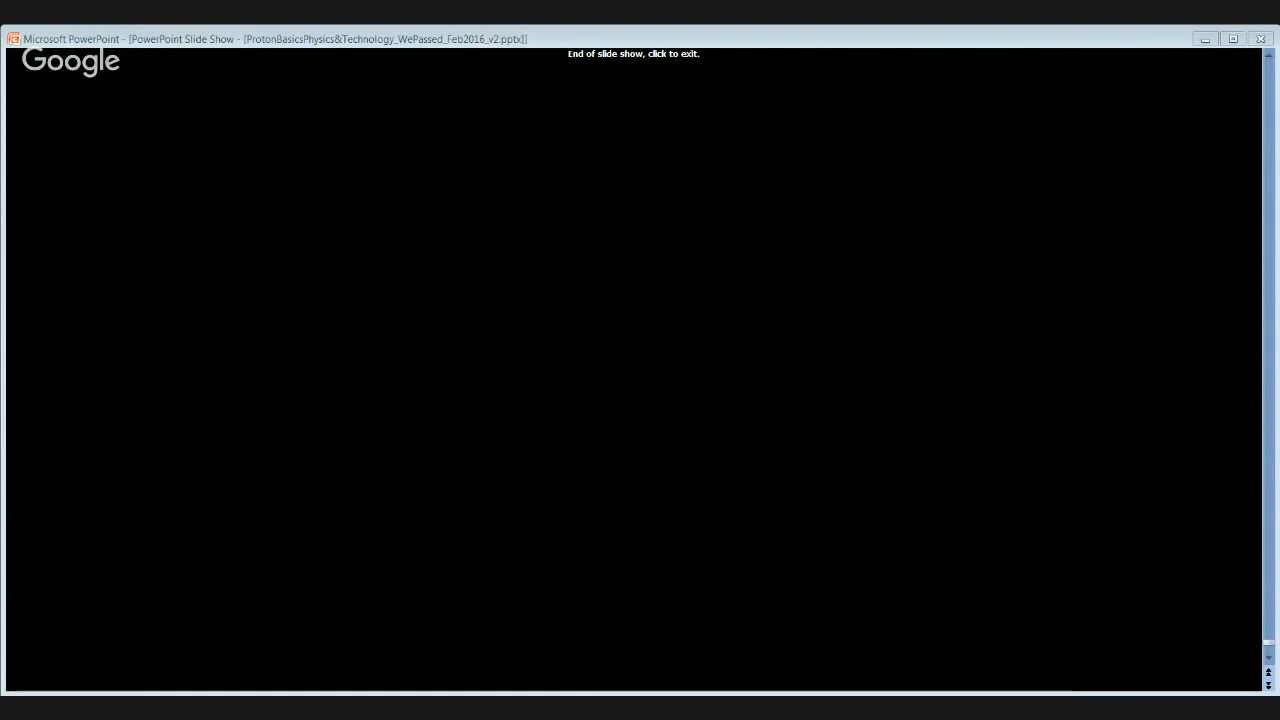 Microsoft PowerPoint - [PowerPoint Slide Show - [ProtonBasicsPhysics&Technology_WePassed_Feb2016_v2.pptx]]
Google
End of slide show, click to exit.